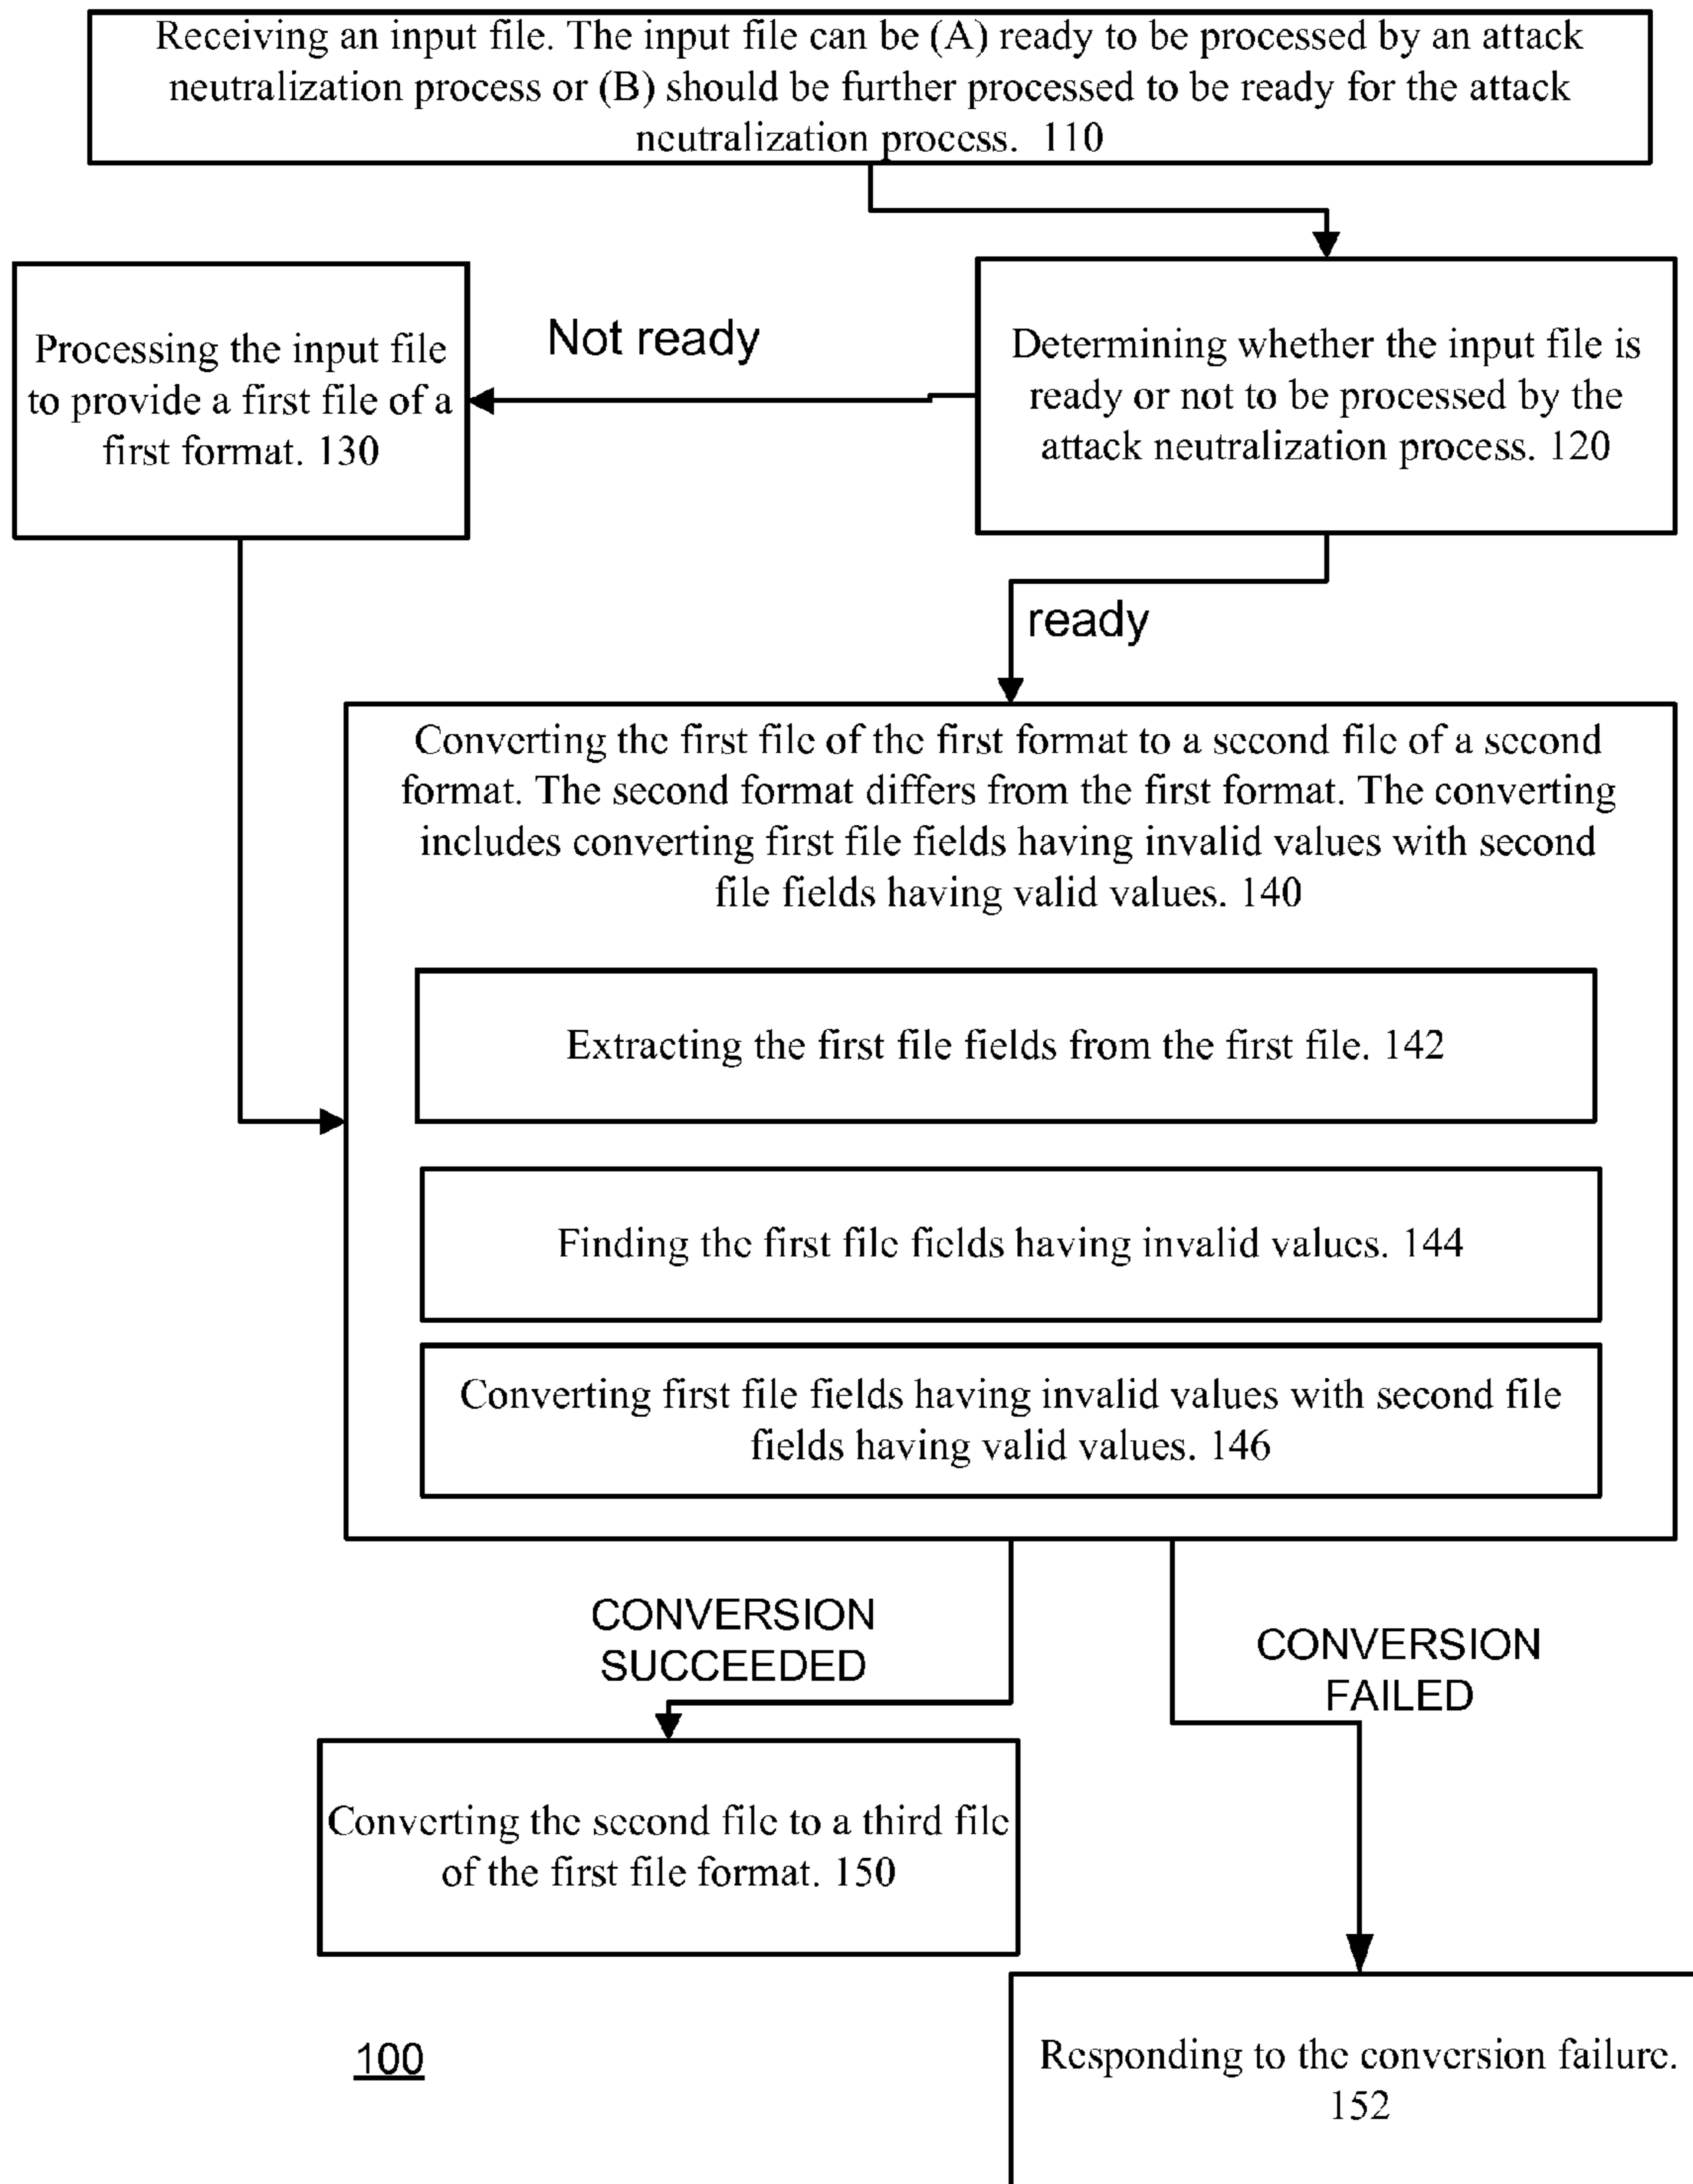 Receiving an input file. The input file can be (A) ready to be processed by an attack
neutralization process or (B) should be further processed to be ready for the attack
neutralization process. 110
Processing the input file
to provide a first file of a
first format. 130
Not ready
Determining whether the input file is
ready or not to be processed by the
attack neutralization process. 120
ready
Converting the first file of the first format to a second file of a second
format. The second format differs from the first format. The converting
includes converting first file fields having invalid values with second
file fields having valid values. 140
Extracting the first file fields from the first file. 142
Finding the first file fields having invalid values. 144
Converting first file fields having invalid values with second file
fields having valid values. 146
CONVERSION
SUCCEEDED
CONVERSION
FAILED
Converting the second file to a third file
of the first file format. 150
100
Responding to the conversion failure.
152